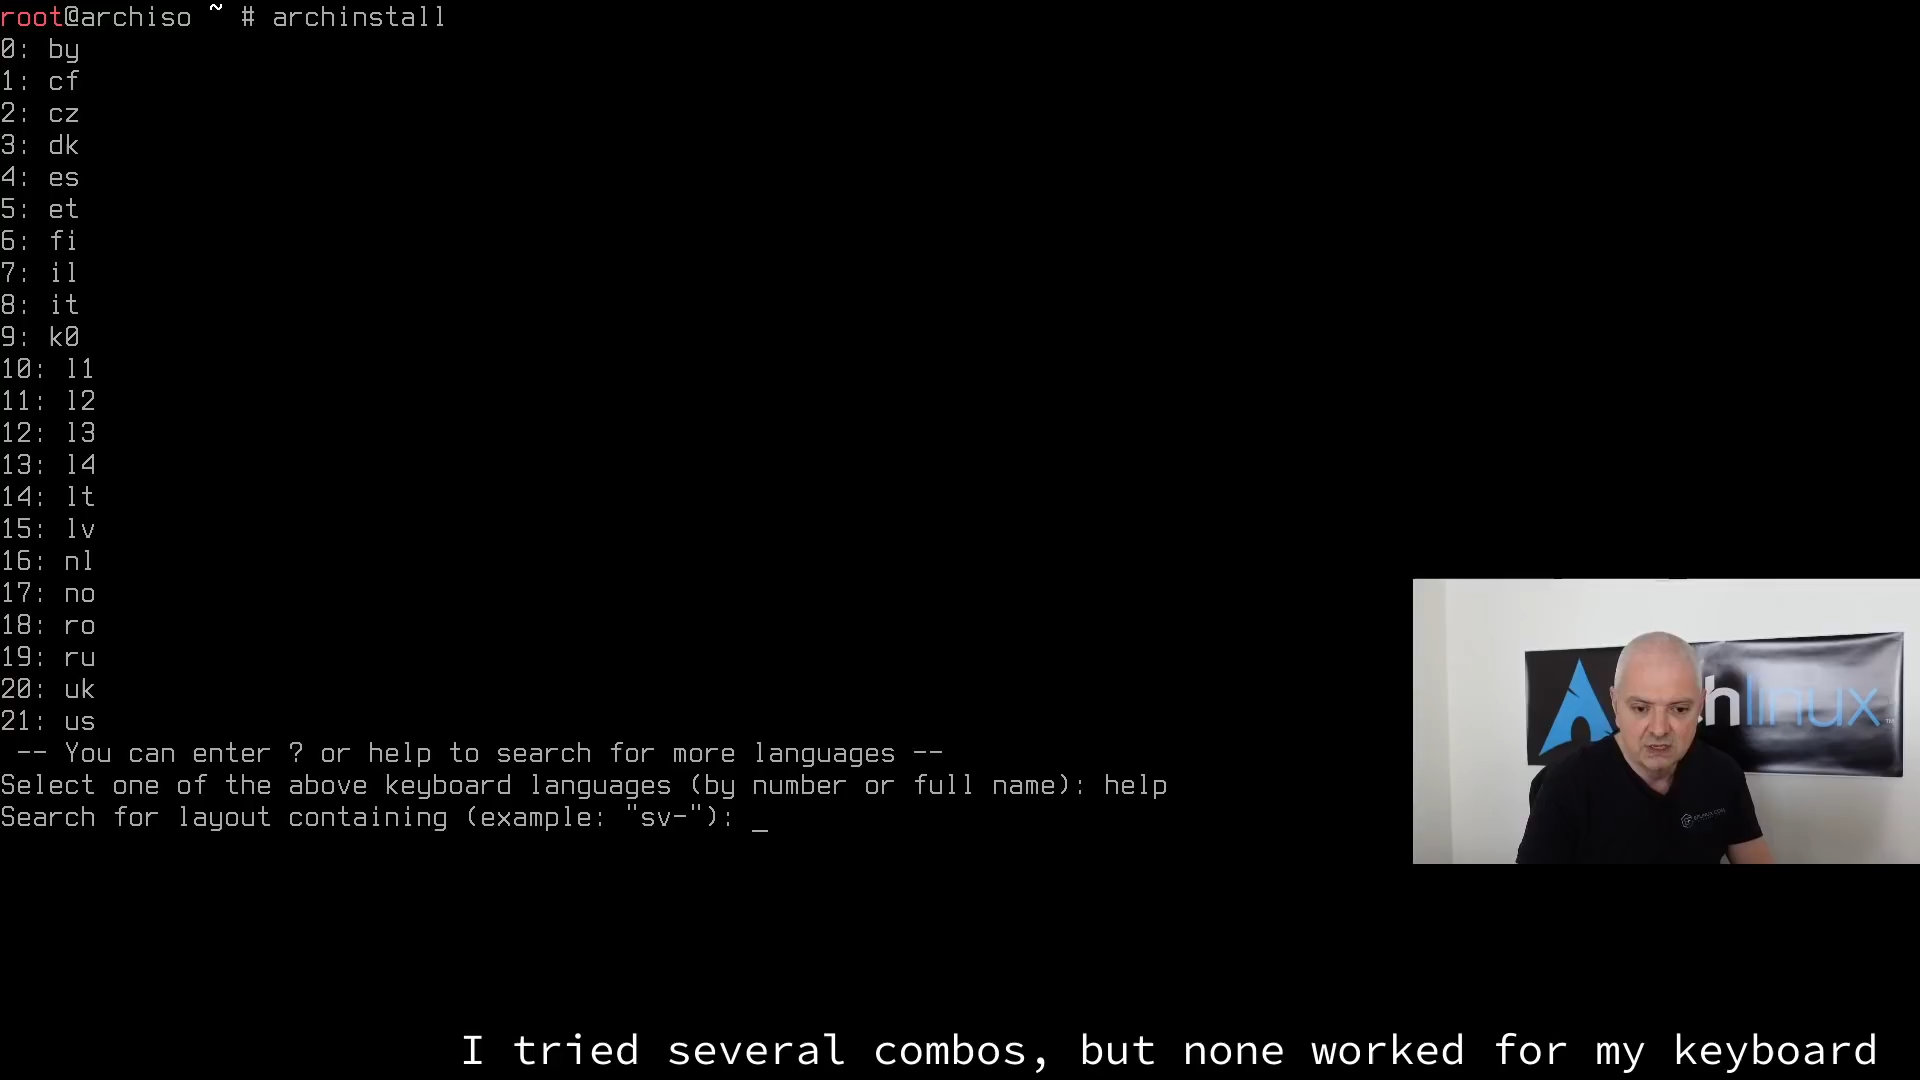 root@archiso ~ # archinstall
0: by
1: cf
2: cz
3: dk
4: es
5: et
6: fi
7: il
8: it
9: k0
10: l1
11: l2
12: l3
13: l4
14: lt
15: lv
16: nl
17: no
18: ro
19: ru
20: uk
21: us
-- You can enter ? or help to search for more languages --
Select one of the above keyboard languages (by number or full name): help
Search for layout containing (example: "sv-"): _
hlinux™
I tried several combos, but none worked for my keyboard